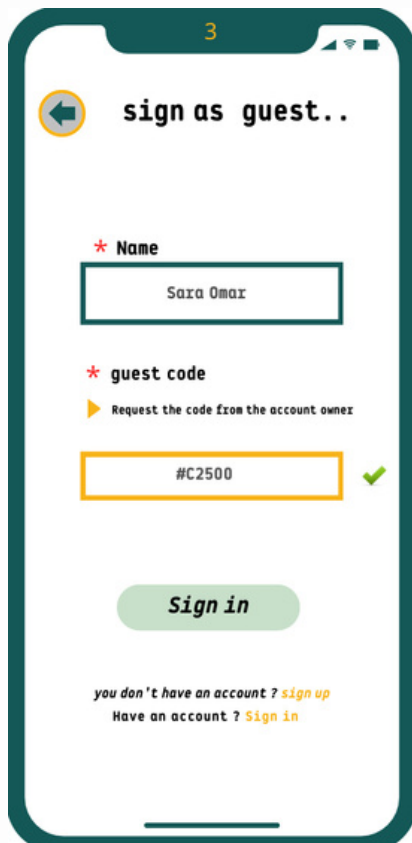 3
sign as guest..
* Name
Sara Omar
* guest code
Request the code from the account owner
#C2500
Sign in
you don't have an account ? sign up
Have an account ? Sign in